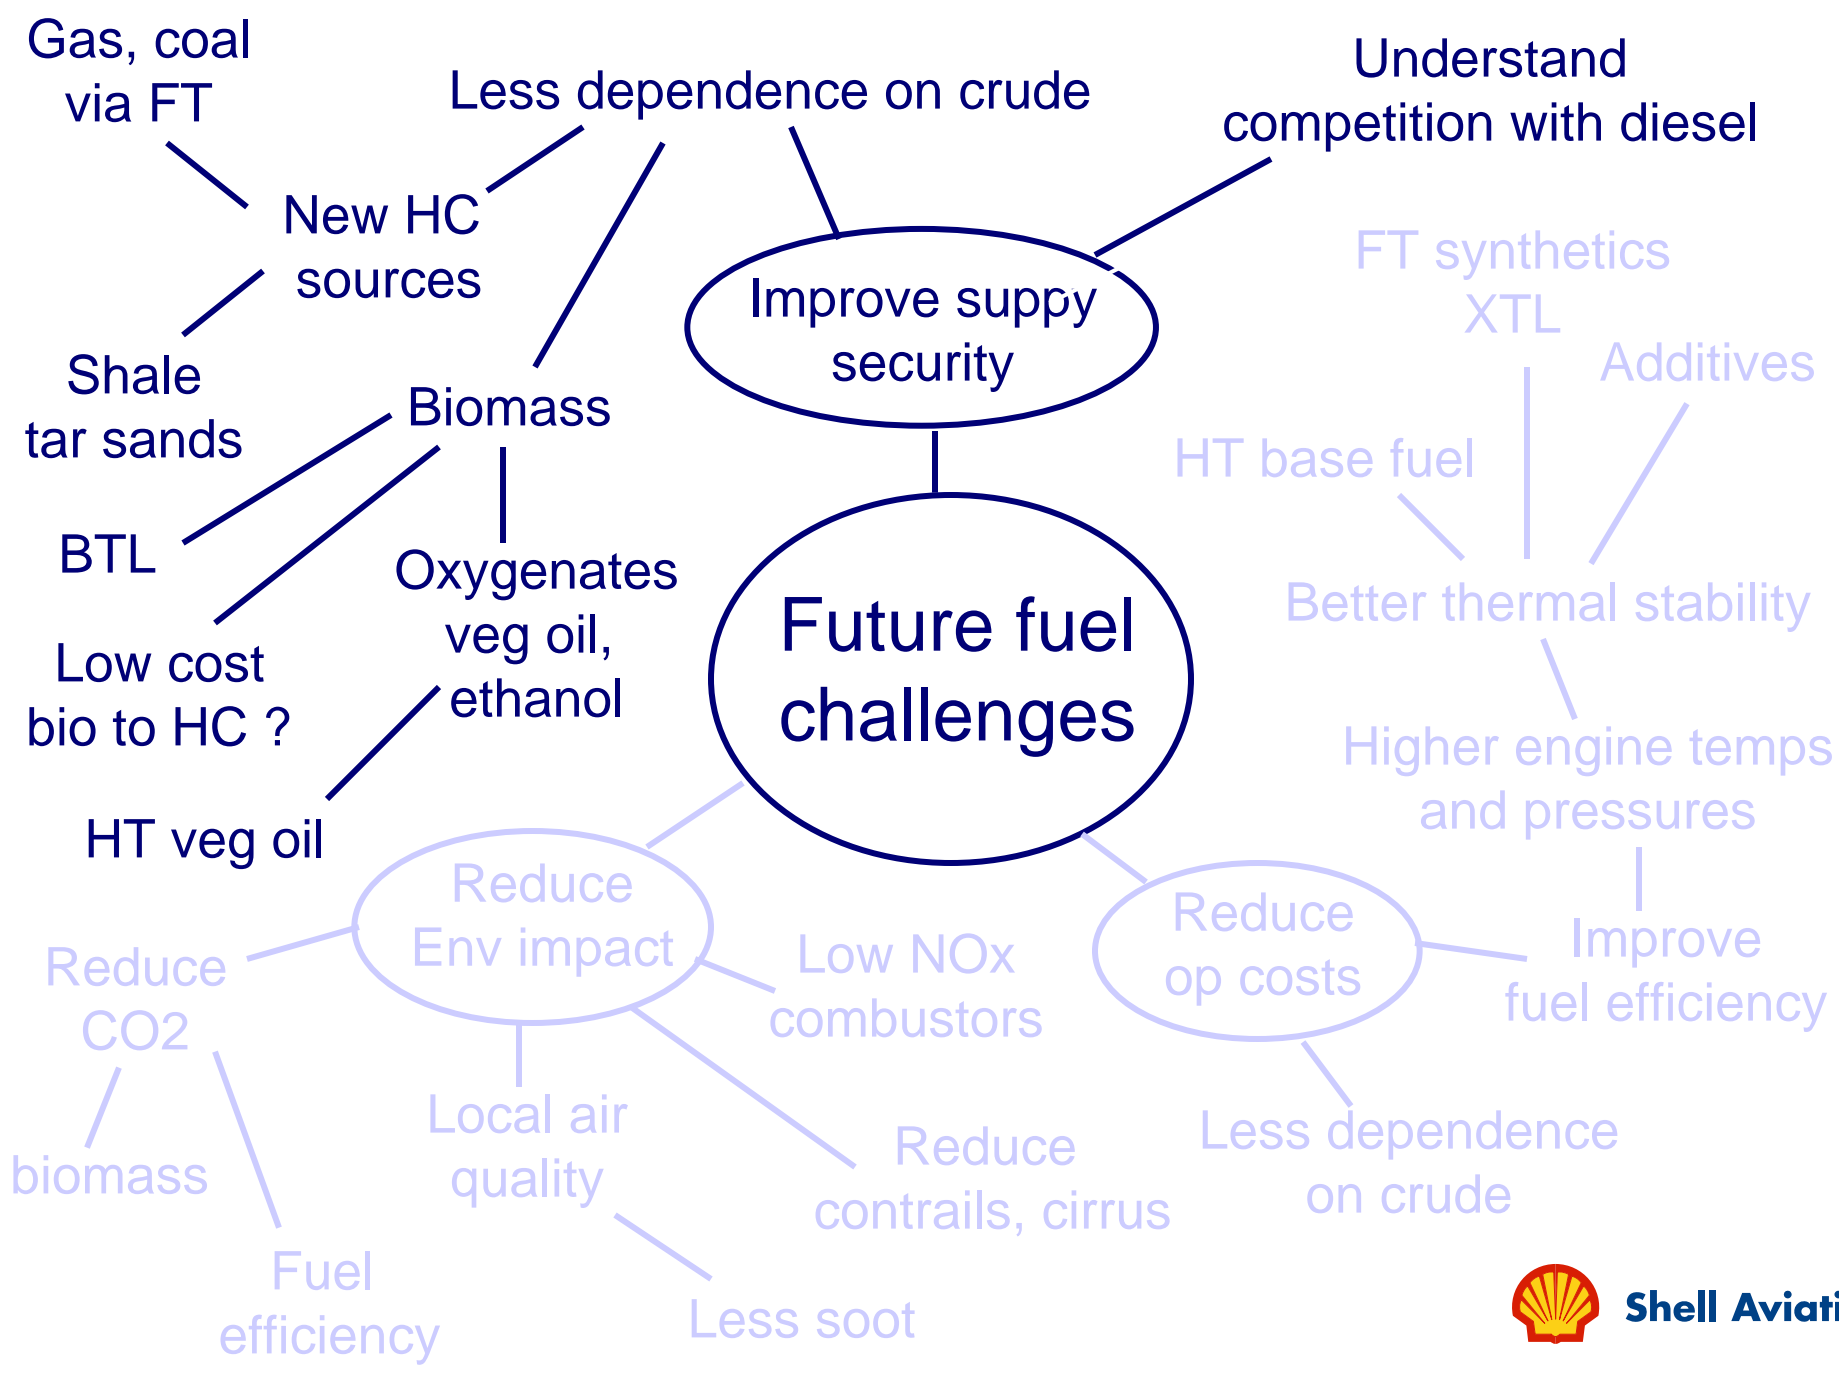 Gas, coal
via FT
Less dependence on crude
Understand
competition with diesel
New HC
sources
FT synthetics
XTL
Improve suppy
security
Shale
tar sands
Biomass
Additives
HT base fuel
BTL
Oxygenates
veg oil,
ethanol
Future fuel
challenges
Better thermal stability
Low cost
bio to HC ?
Higher engine temps
and pressures
HT veg oil
Reduce
Env impact
Reduce
op costs
Improve
fuel efficiency
Reduce
CO2
Low NOx
combustors
Local air
quality
Reduce
contrails, cirrus
Less dependence
on crude
biomass
Fuel
efficiency
Less soot
Shell Aviati